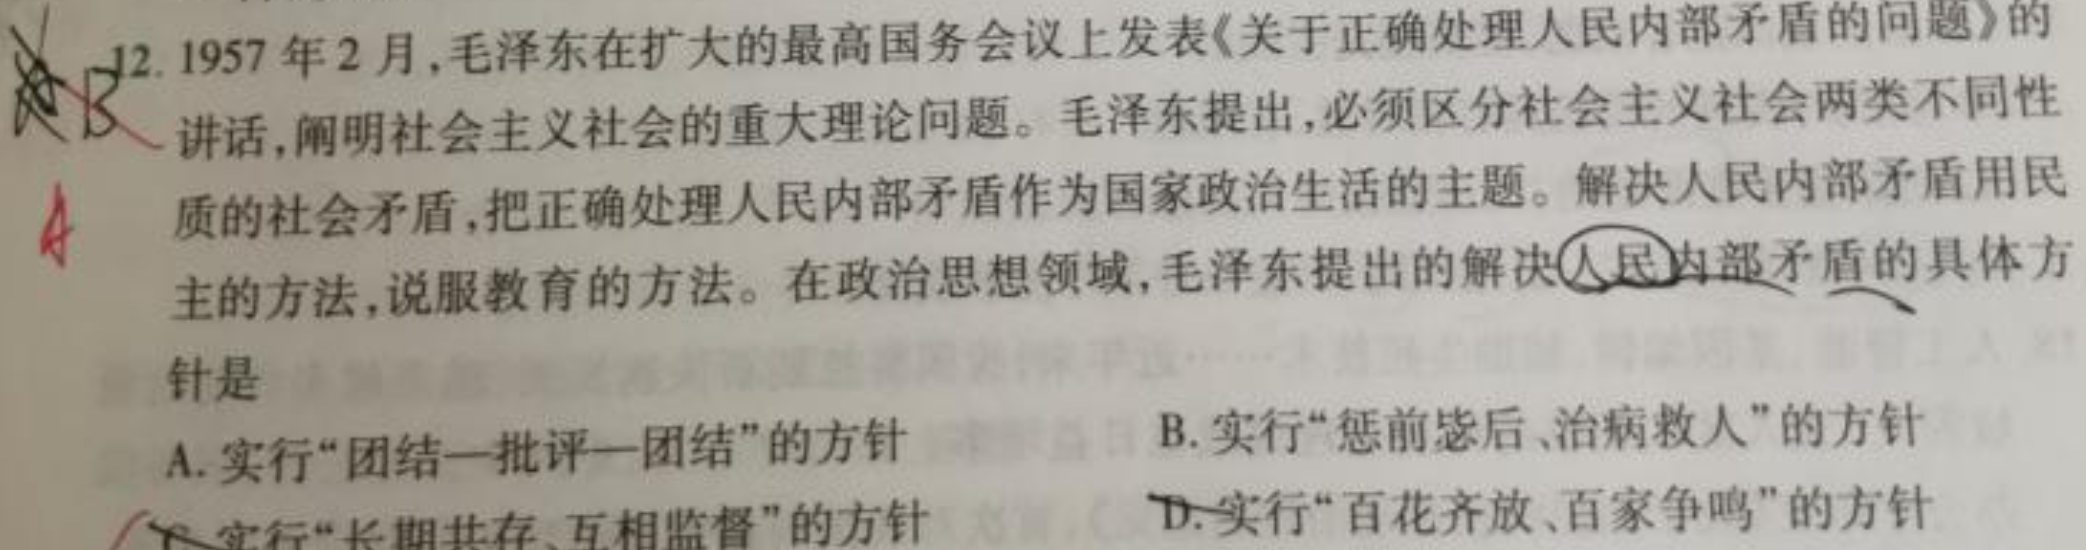 B
12. 1957年2月,毛泽东在扩大的最高国务会议上发表《关于正确处理人民内部矛盾的问题》的
讲话,阐明社会主义社会的重大理论问题。毛泽东提出,必须区分社会主义社会两类不同性
A
质的社会矛盾,把正确处理人民内部矛盾作为国家政治生活的主题。解决人民内部矛盾用民
主的方法,说服教育的方法。在政治思想领域,毛泽东提出的解决人民内部矛盾的具体方
针是
A. 实行“团结—批评—团结”的方针 B. 实行“惩前毖后、治病救人”的方针
C. 实行“长期共存、互相监督”的方针 D. 实行“百花齐放、百家争鸣”的方针